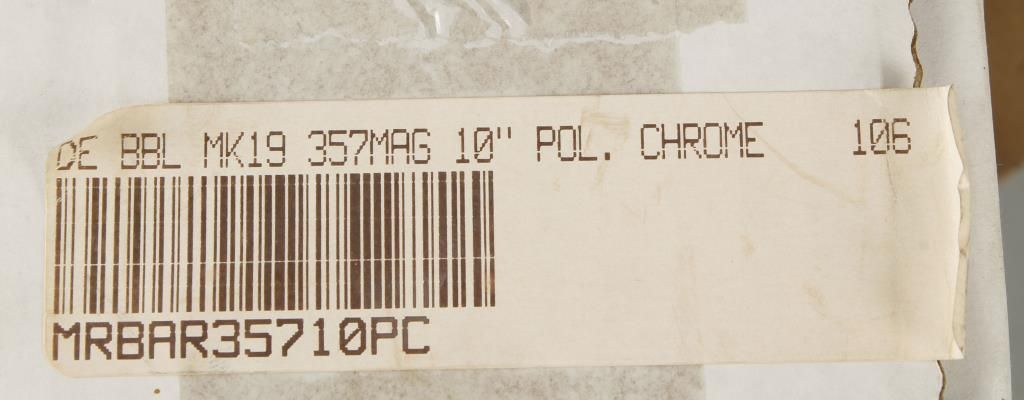 DE BBL MK19 357MAG 10" POL. CHROME 106
MRBAR35710PC